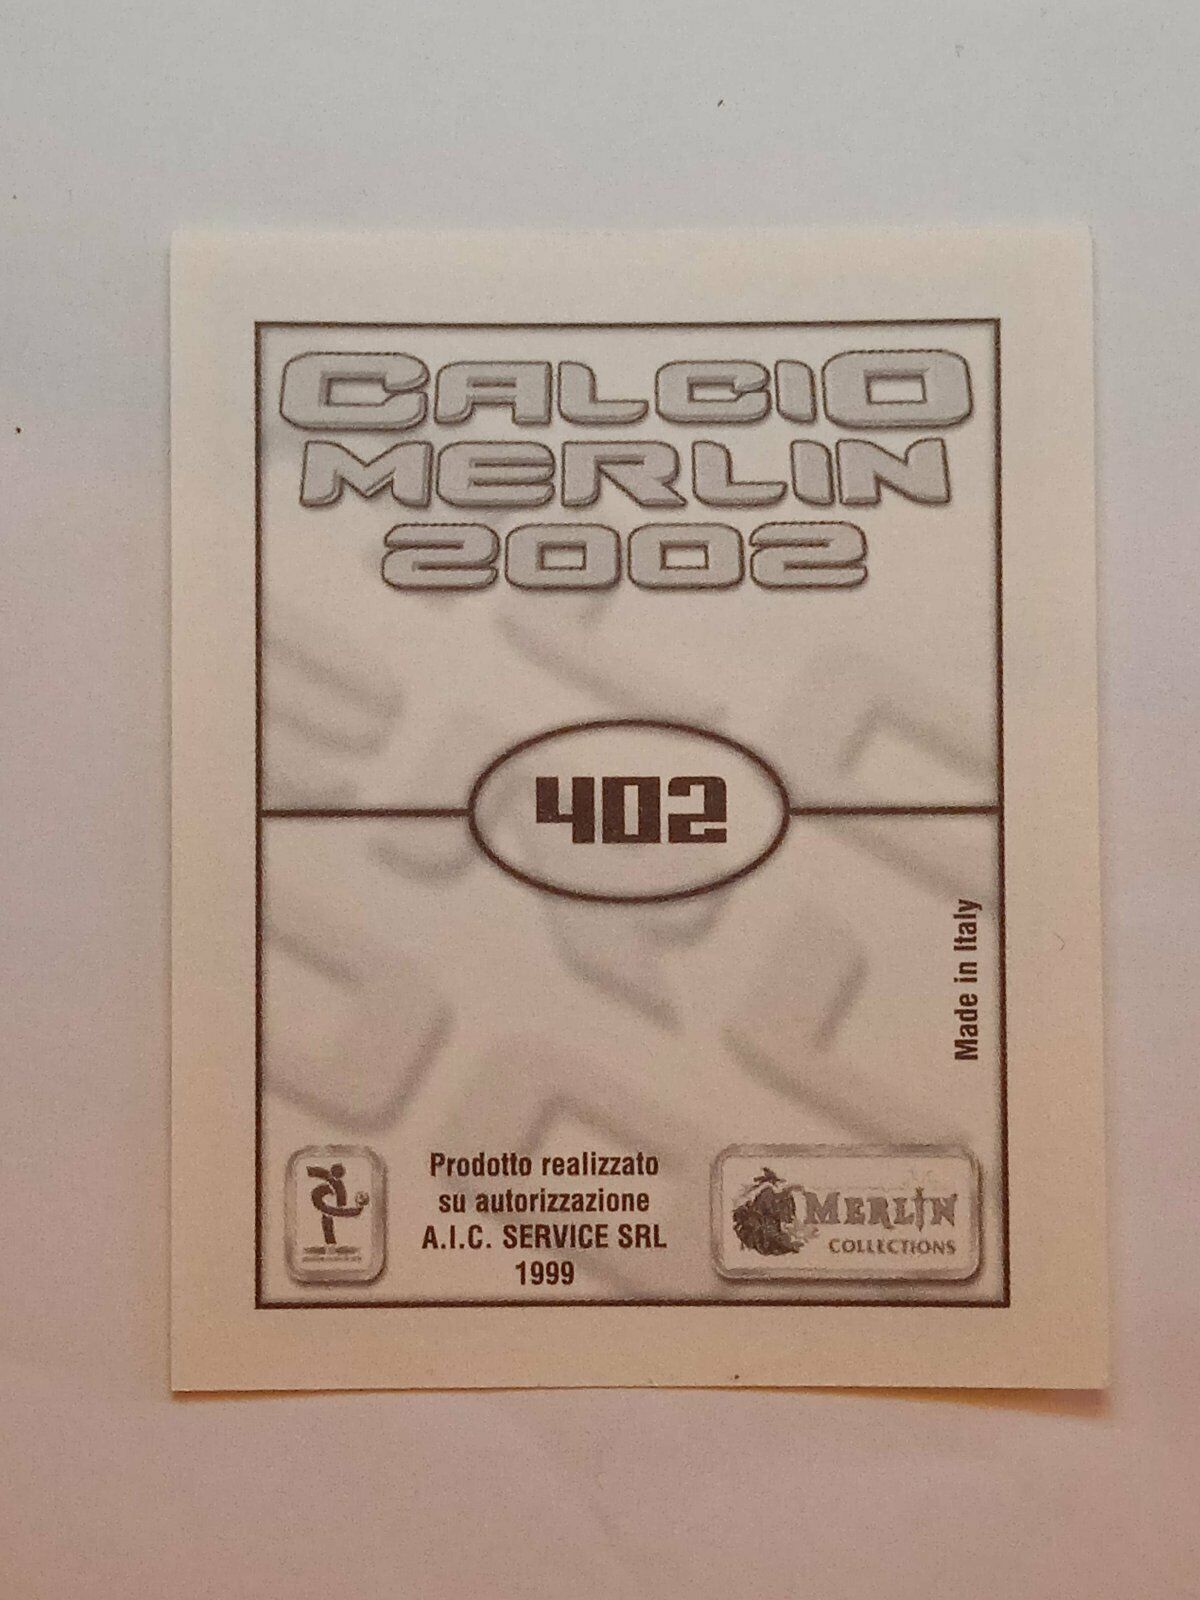 CALCIO
MERLIN
2002
402
Made in Italy
Prodotto realizzato
su autorizzazione
A.I.C. SERVICE SRL
1999
MERLIN
COLLECTIONS